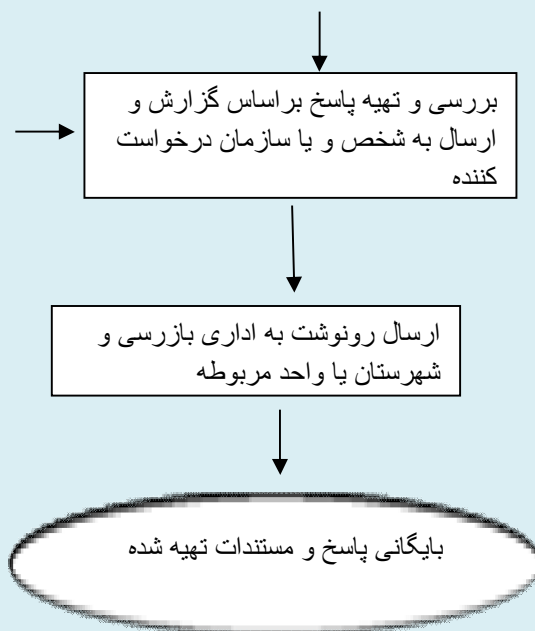 بررسی و تهیه پاسخ براساس گزارش و
ارسال به شخص و یا سازمان درخواست
کننده
ارسال رونوشت به اداری بازرسی و
شهرستان یا واحد مربوطه
بایگانی پاسخ و مستندات تهیه شده